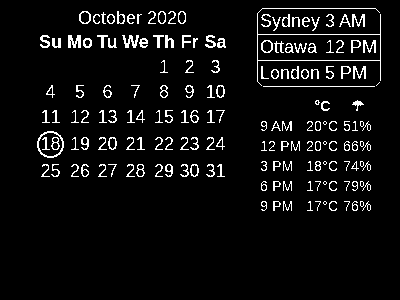 October 2020
Su Mo Tu We Th Fr Sa
1 2 3
4 5 6 7 8 9 10
11 12 13 14 15 16 17
18 19 20 21 22 23 24
25 26 27 28 29 30 31
Sydney 3 AM
Ottawa 12 PM
London 5 PM
°C ☂
9 AM 20°C 51%
12 PM 20°C 66%
3 PM 18°C 74%
6 PM 17°C 79%
9 PM 17°C 76%